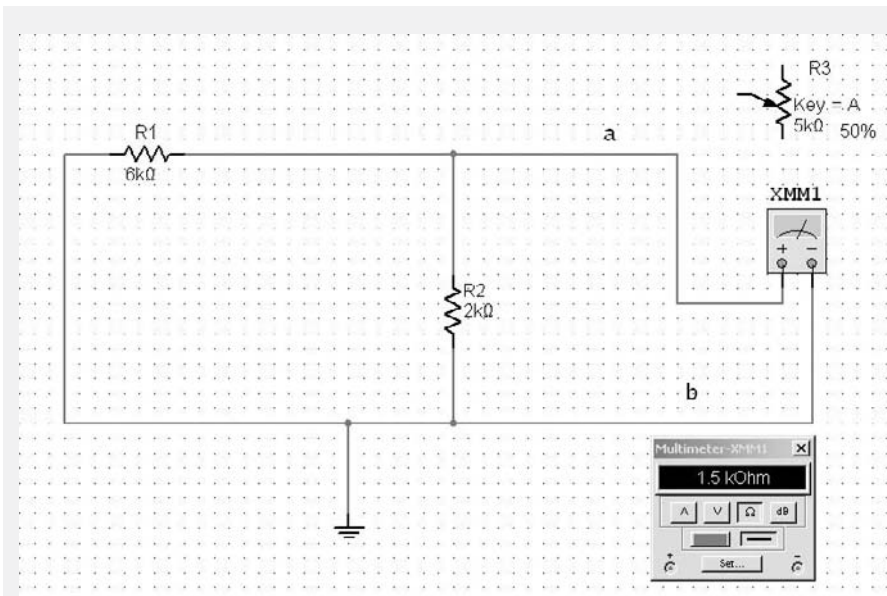 R3
Key = A
5kΩ 50%
R1
6kΩ
a
XMM1
+ −
R2
2kΩ
b
Multimeter-XMM1 X
1.5 kOhm
A V Ω dB
+ Set... −